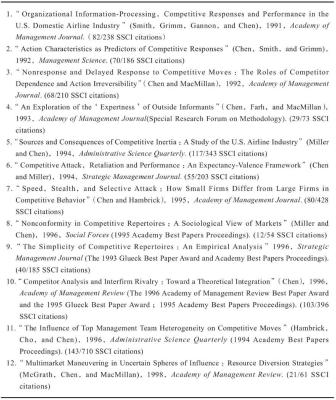 1. "Organizational Information-Processing, Competitive Responses and Performance in the
U.S. Domestic Airline Industry" (Smith, Grimm, Gannon, and Chen), 1991, Academy of
Management Journal. ( 82/238 SSCI citations)
2. "Action Characteristics as Predictors of Competitive Responses" (Chen, Smith, and Grimm),
1992, Management Science. (70/186 SSCI citations)
3. "Nonresponse and Delayed Response to Competitive Moves : The Roles of Competitor
Dependence and Action Irreversibility" (Chen and MacMillan), 1992, Academy of Management
Journal. (68/210 SSCI citations)
4. "An Exploration of the ' Expertness ' of Outside Informants" (Chen, Farh, and MacMillan),
1993, Academy of Management Journal(Special Research Forum on Methodology). (29/73 SSCI
citations)
5. "Sources and Consequences of Competitive Inertia : A Study of the U.S. Airline Industry" (Miller
and Chen), 1994, Administrative Science Quarterly. (117/343 SSCI citations)
6. "Competitive Attack, Retaliation and Performance : An Expectancy-Valence Framework" (Chen
and Miller), 1994, Strategic Management Journal. (55/203 SSCI citations)
7. "Speed, Stealth, and Selective Attack : How Small Firms Differ from Large Firms in
Competitive Behavior" (Chen and Hambrick), 1995, Academy of Management Journal. (80/428
SSCI citations)
8. "Nonconformity in Competitive Repertoires : A Sociological View of Markets" (Miller and
Chen), 1996, Social Forces (1995 Academy Best Papers Proceedings). (12/54 SSCI citations)
9. "The Simplicity of Competitive Repertoires : An Empirical Analysis" 1996, Strategic
Management Journal (The 1993 Glueck Best Paper Award and Academy Best Papers Proceedings).
(40/185 SSCI citations)
10. "Competitor Analysis and Interfirm Rivalry : Toward a Theoretical Integration" (Chen), 1996,
Academy of Management Review (The 1996 Academy of Management Review Best Paper Award
and the 1995 Glueck Best Paper Award ; 1995 Academy Best Papers Proceedings). (103/396
SSCI citations)
11. "The Influence of Top Management Team Heterogeneity on Competitive Moves" (Hambrick,
Cho, and Chen), 1996, Administrative Science Quarterly (1994 Academy Best Papers
Proceedings). (143/710 SSCI citations)
12. "Multimarket Maneuvering in Uncertain Spheres of Influence : Resource Diversion Strategies"
(McGrath, Chen, and MacMillan), 1998, Academy of Management Review. (21/61 SSCI
citations)